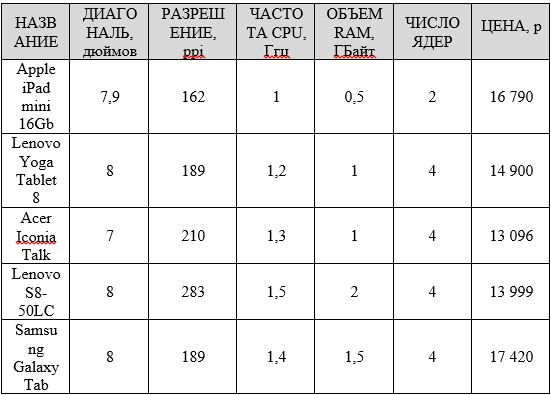 НАЗВ ДИАГО РАЗРЕШ ЧАСТО ОБЪЕМ ЧИСЛО ЦЕНА, р
АНИЕ НАЛЬ, ЕНИЕ, ТА CPU, RAM, ЯДЕР
дюймов ppi Ггц ГБайт
Apple
iPad
mini
16Gb
7,9 162 1 0,5 2 16 790
Lenovo
Yoga
Tablet
8
8 189 1,2 1 4 14 900
Acer
Iconia
Talk
7 210 1,3 1 4 13 096
Lenovo
S8-
50LC
8 283 1,5 2 4 13 999
Samsu
ng
Galaxy
Tab
8 189 1,4 1,5 4 17 420